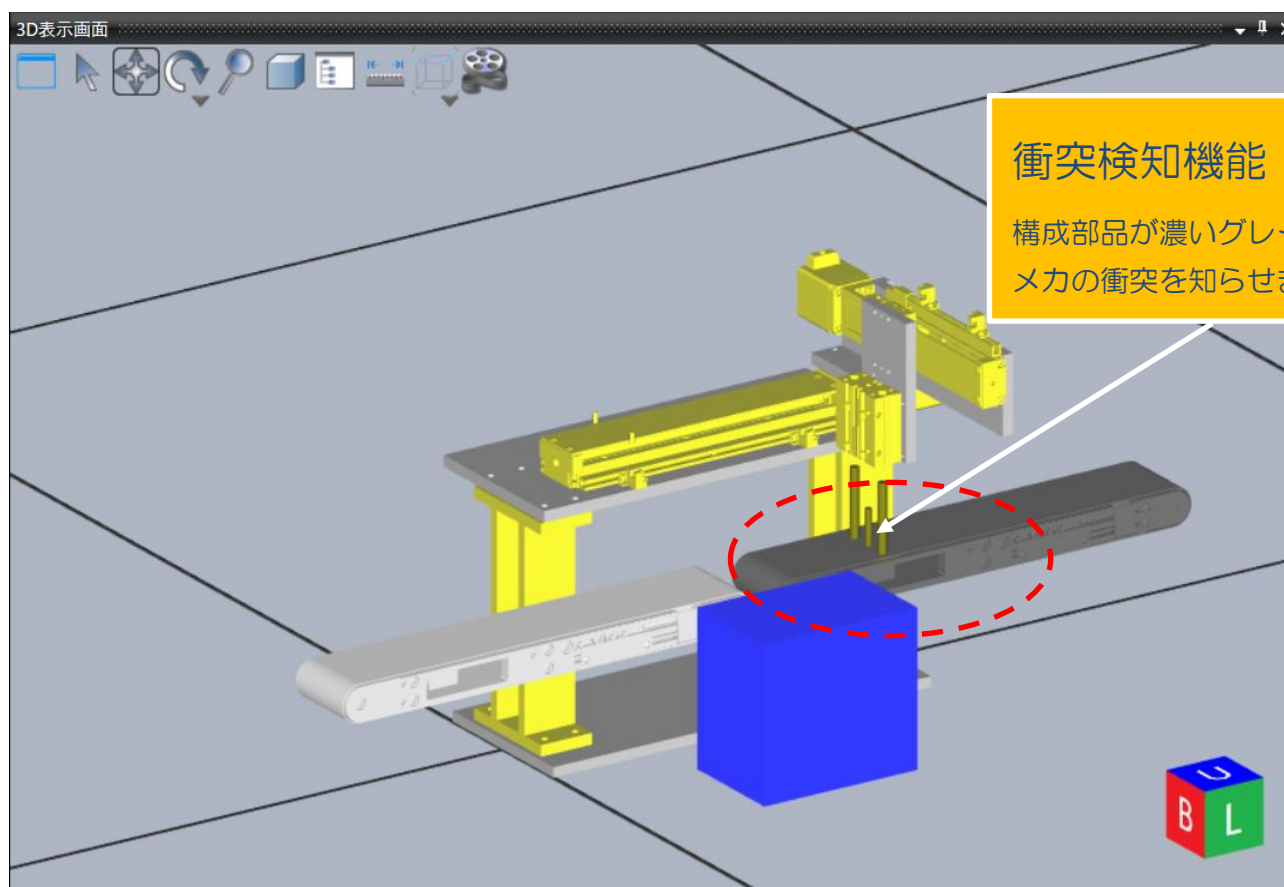 3D表示画面
衝突検知機能
構成部品が濃いグレ
メカの衝突を知らせ
U
B
L